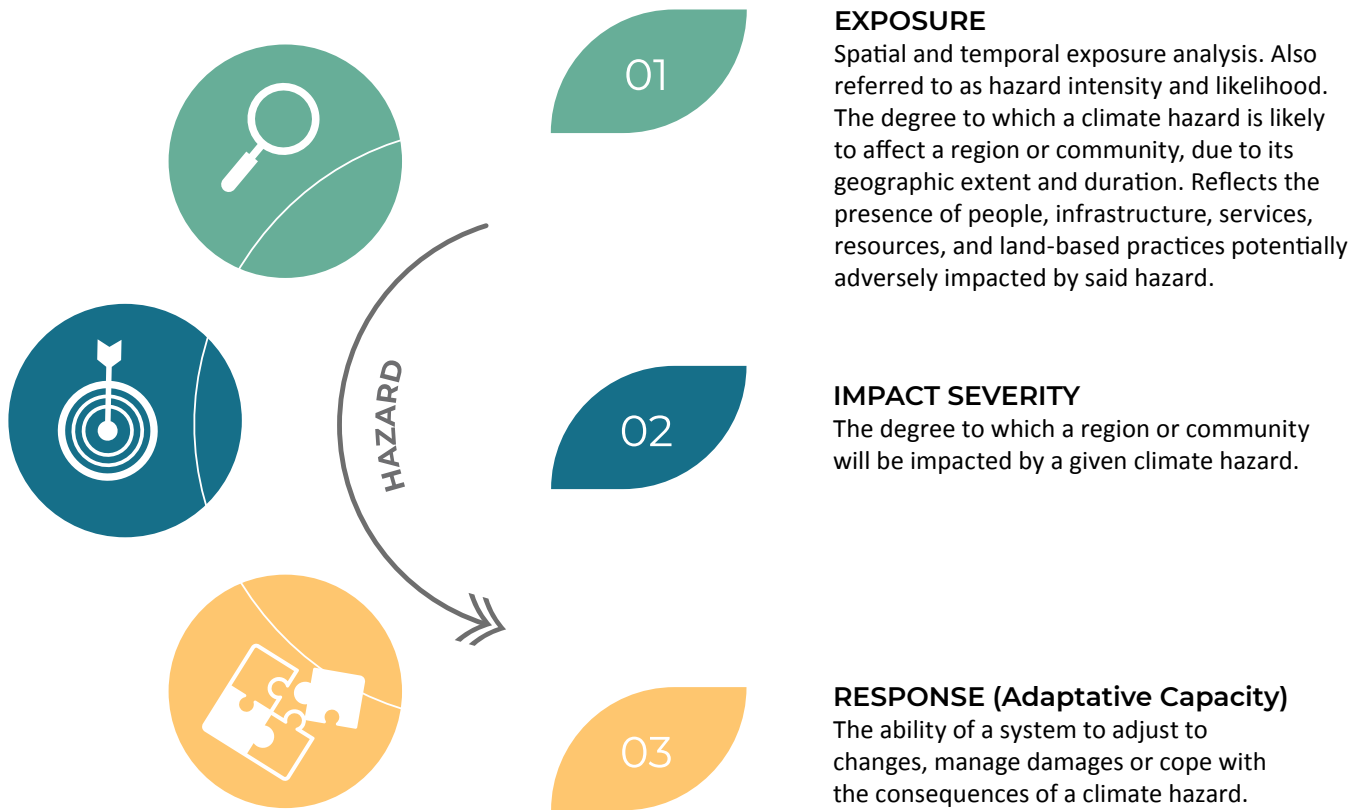 EXPOSURE
01
Spatial and temporal exposure analysis. Also
referred to as hazard intensity and likelihood.
The degree to which a climate hazard is likely
to affect a region or community, due to its
geographic extent and duration. Reflects the
presence of people, infrastructure, services,
resources, and land-based practices potentially
adversely impacted by said hazard.
HAZARD
02
IMPACT SEVERITY
The degree to which a region or community
will be impacted by a given climate hazard.
03
RESPONSE (Adaptative Capacity)
The ability of a system to adjust to
changes, manage damages or cope with
the consequences of a climate hazard.